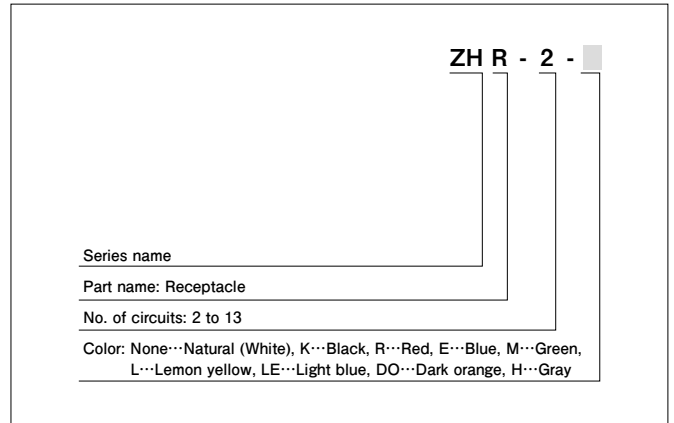 ZH R - 2 -
Series name
Part name: Receptacle
No. of circuits: 2 to 13
Color: None⋯Natural (White), K⋯Black, R⋯Red, E⋯Blue, M⋯Green,
L⋯Lemon yellow, LE⋯Light blue, DO⋯Dark orange, H⋯Gray